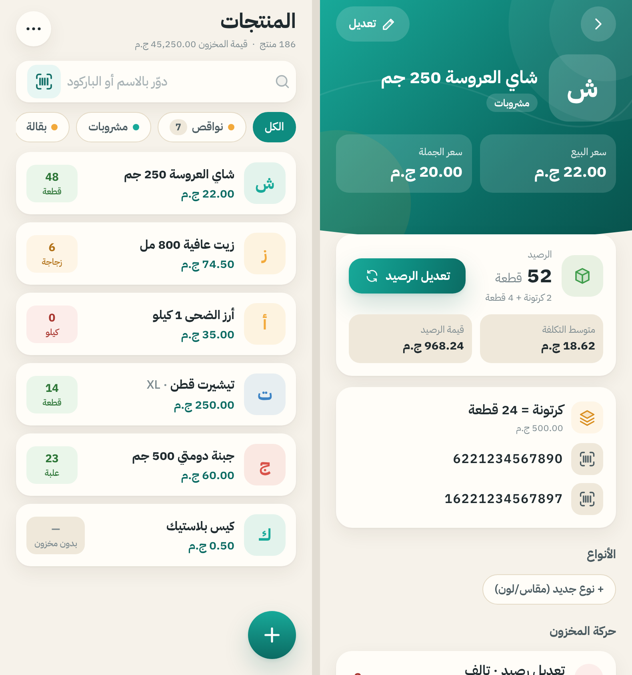 تعديل
ش
شاي العروسة 250 جم
مشروبات
سعر البيع
22.00 ج.م
سعر الجملة
20.00 ج.م
الرصيد
52 قطعة
2 كرتونة + 4 قطعة
تعديل الرصيد
متوسط التكلفة
18.62 ج.م
قيمة الرصيد
968.24 ج.م
كرتونة = 24 قطعة
500.00 ج.م
6221234567890
16221234567897
الأنواع
+ نوع جديد (مقاس/لون)
حركة المخزون
تعديل رصيد · تالف
المنتجات
186 منتج · قيمة المخزون 45,250.00 ج.م
دوّر بالاسم أو الباركود
الكل
نواقص 7
مشروبات
بقالة
ش
شاي العروسة 250 جم
22.00 ج.م
48
قطعة
ز
زيت عافية 800 مل
74.50 ج.م
6
زجاجة
أ
أرز الضحى 1 كيلو
35.00 ج.م
0
كيلو
ت
تيشيرت قطن · XL
250.00 ج.م
14
قطعة
ج
جبنة دومتي 500 جم
60.00 ج.م
23
علبة
ك
كيس بلاستيك
0.50 ج.م
—
بدون مخزون